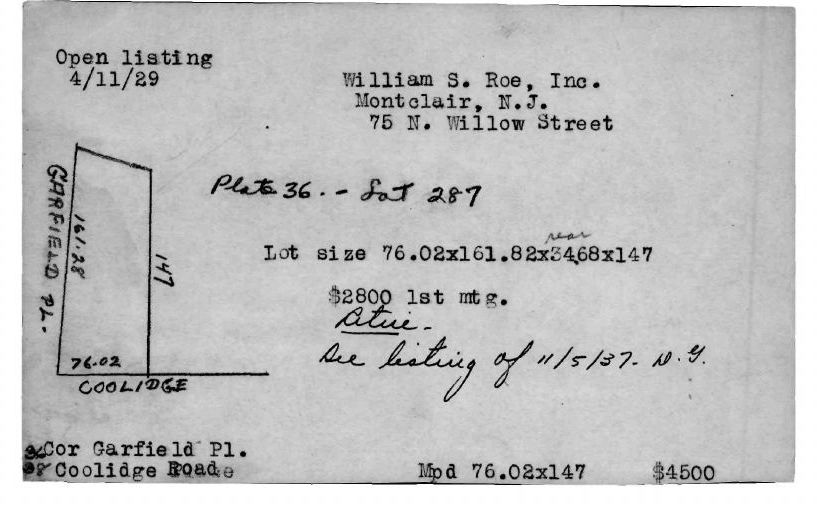 Open listing
4/11/29
William S. Roe, Inc.
Montclair, N.J.
75 N. Willow Street
Plate 36. - Lot 287
GARFIELD PL.
161.28
147
76.02
COOLIDGE
rear
Lot size 76.02x161.82x34.68x147
$2800 1st mtg.
See listing of 11/5/37- D.G.
Cor Garfield Pl.
Coolidge Road
Mpd 76.02x147 $4500